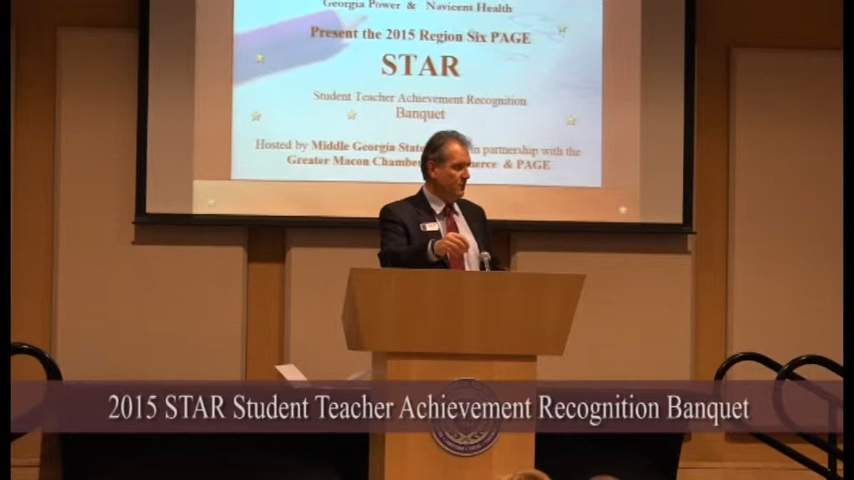 Georgia Power & Navicent Health
Present the 2015 Region Six PAGE
STAR
Student Teacher Achievement Recognition
Banquet
Hosted by Middle Georgia State in partnership with the
Greater Macon Chamber Commerce & PAGE
2015 STAR Student Teacher Achievement Recognition Banquet